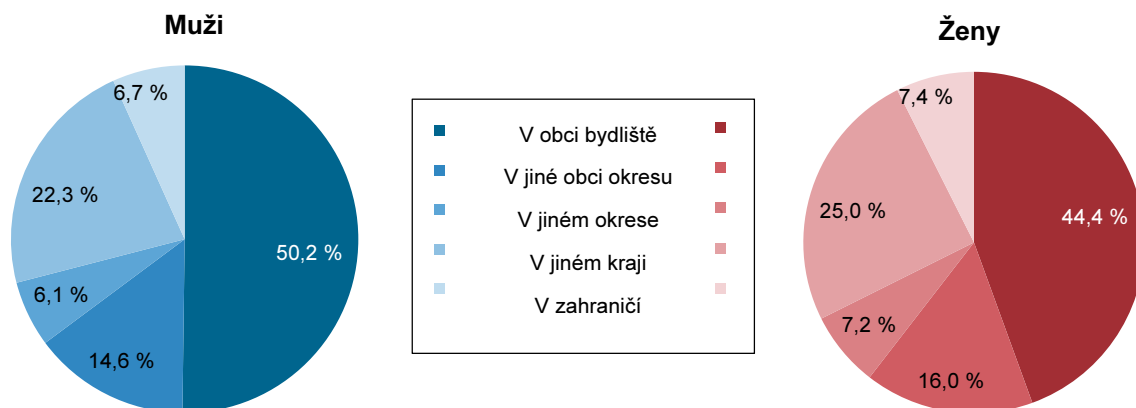 Muži
6,7 %
22,3 %
50,2 %
6,1 %
14,6 %
V obci bydliště
V jiné obci okresu
V jiném okrese
V jiném kraji
V zahraničí
Ženy
7,4 %
25,0 %
44,4 %
7,2 %
16,0 %